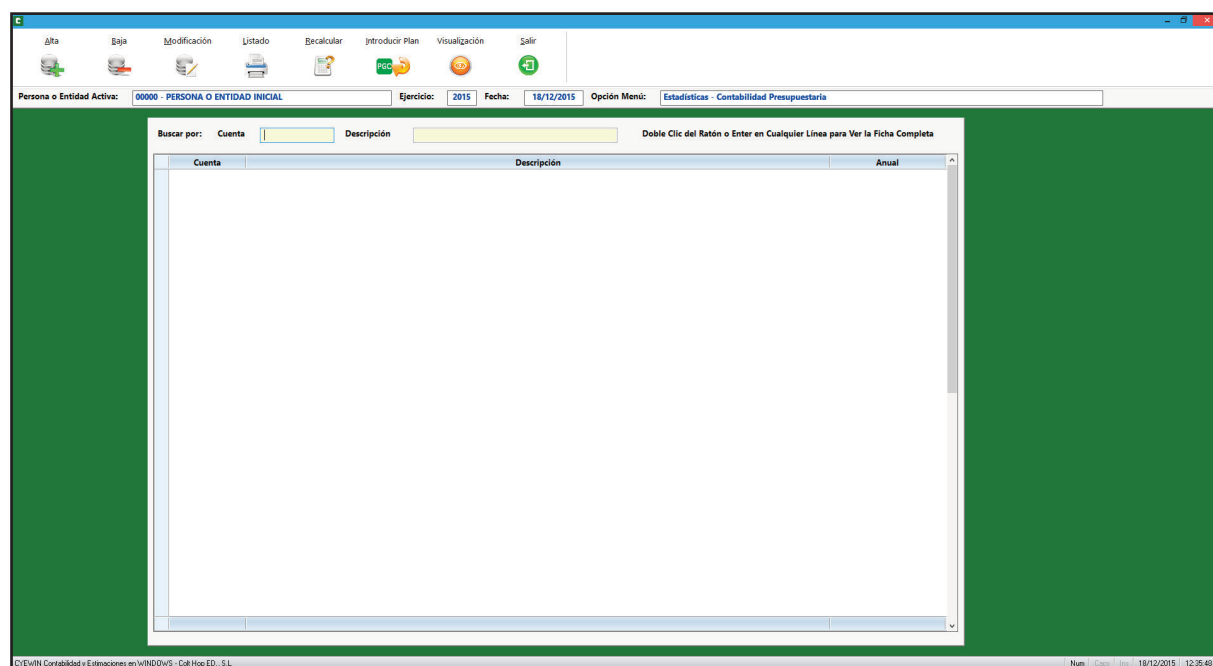 Alta Baja Modificación Listado Recalcular Introducir Plan Visualización Salir
PGC
Persona o Entidad Activa: 00000 - PERSONA O ENTIDAD INICIAL Ejercicio: 2015 Fecha: 18/12/2015 Opción Menú: Estadísticas - Contabilidad Presupuestaria
Buscar por: Cuenta Descripción Doble Clic del Ratón o Enter en Cualquier Línea para Ver la Ficha Completa
Cuenta Descripción Anual
CYEWIN Contabilidad y Estimaciones en WINDOWS - Colt Hop ED., S.L. Num Caps Ins 18/12/2015 12:35:48